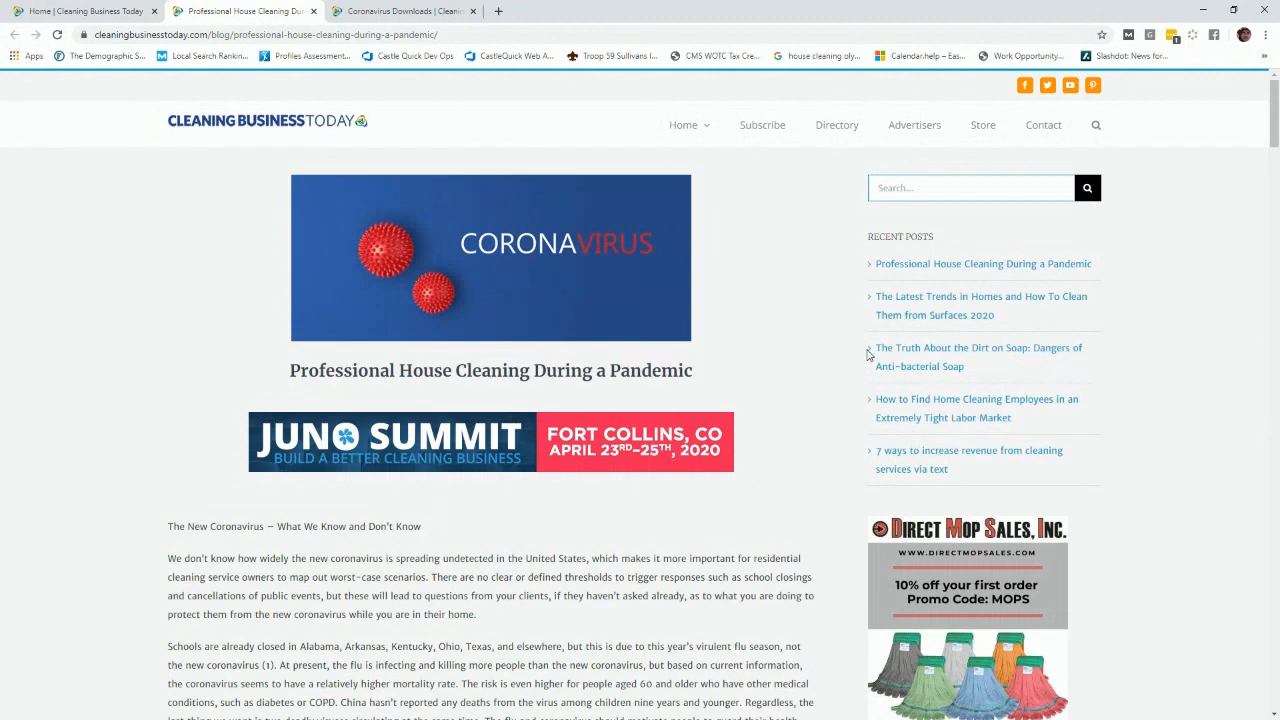 Home | Cleaning Business Today
Professional House Cleaning Dur
Coronavirus Downloads | Cleanin
cleaningbusinesstoday.com/blog/professional-house-cleaning-during-a-pandemic/
Apps
The Demographic S...
Local Search Rankin...
Profiles Assessment...
Castle Quick Dev Ops
CastleQuick Web A...
Troop 59 Sullivans I...
CMS WOTC Tax Cre...
house cleaning oly...
Calendar.help – Eas...
Work Opportunity...
Slashdot: News for...
»
CLEANING BUSINESS TODAY
Home
Subscribe
Directory
Advertisers
Store
Contact
CORONAVIRUS
Professional House Cleaning During a Pandemic
JUNO SUMMIT
BUILD A BETTER CLEANING BUSINESS
FORT COLLINS, CO
APRIL 23RD-25TH, 2020
The New Coronavirus – What We Know and Don't Know
We don't know how widely the new coronavirus is spreading undetected in the United States, which makes it more important for residential
cleaning service owners to map out worst-case scenarios. There are no clear or defined thresholds to trigger responses such as school closings
and cancellations of public events, but these will lead to questions from your clients, if they haven't asked already, as to what you are doing to
protect them from the new coronavirus while you are in their home.
Schools are already closed in Alabama, Arkansas, Kentucky, Ohio, Texas, and elsewhere, but this is due to this year's virulent flu season, not
the new coronavirus (1). At present, the flu is infecting and killing more people than the new coronavirus, but based on current information,
the coronavirus seems to have a relatively higher mortality rate. The risk is even higher for people aged 60 and older who have other medical
conditions, such as diabetes or COPD. China hasn't reported any deaths from the virus among children nine years and younger. Regardless, the
Search...
RECENT POSTS
Professional House Cleaning During a Pandemic
The Latest Trends in Homes and How To Clean
Them from Surfaces 2020
The Truth About the Dirt on Soap: Dangers of
Anti-bacterial Soap
How to Find Home Cleaning Employees in an
Extremely Tight Labor Market
7 ways to increase revenue from cleaning
services via text
DIRECT MOP SALES, INC.
WWW.DIRECTMOPSALES.COM
10% off your first order
Promo Code: MOPS